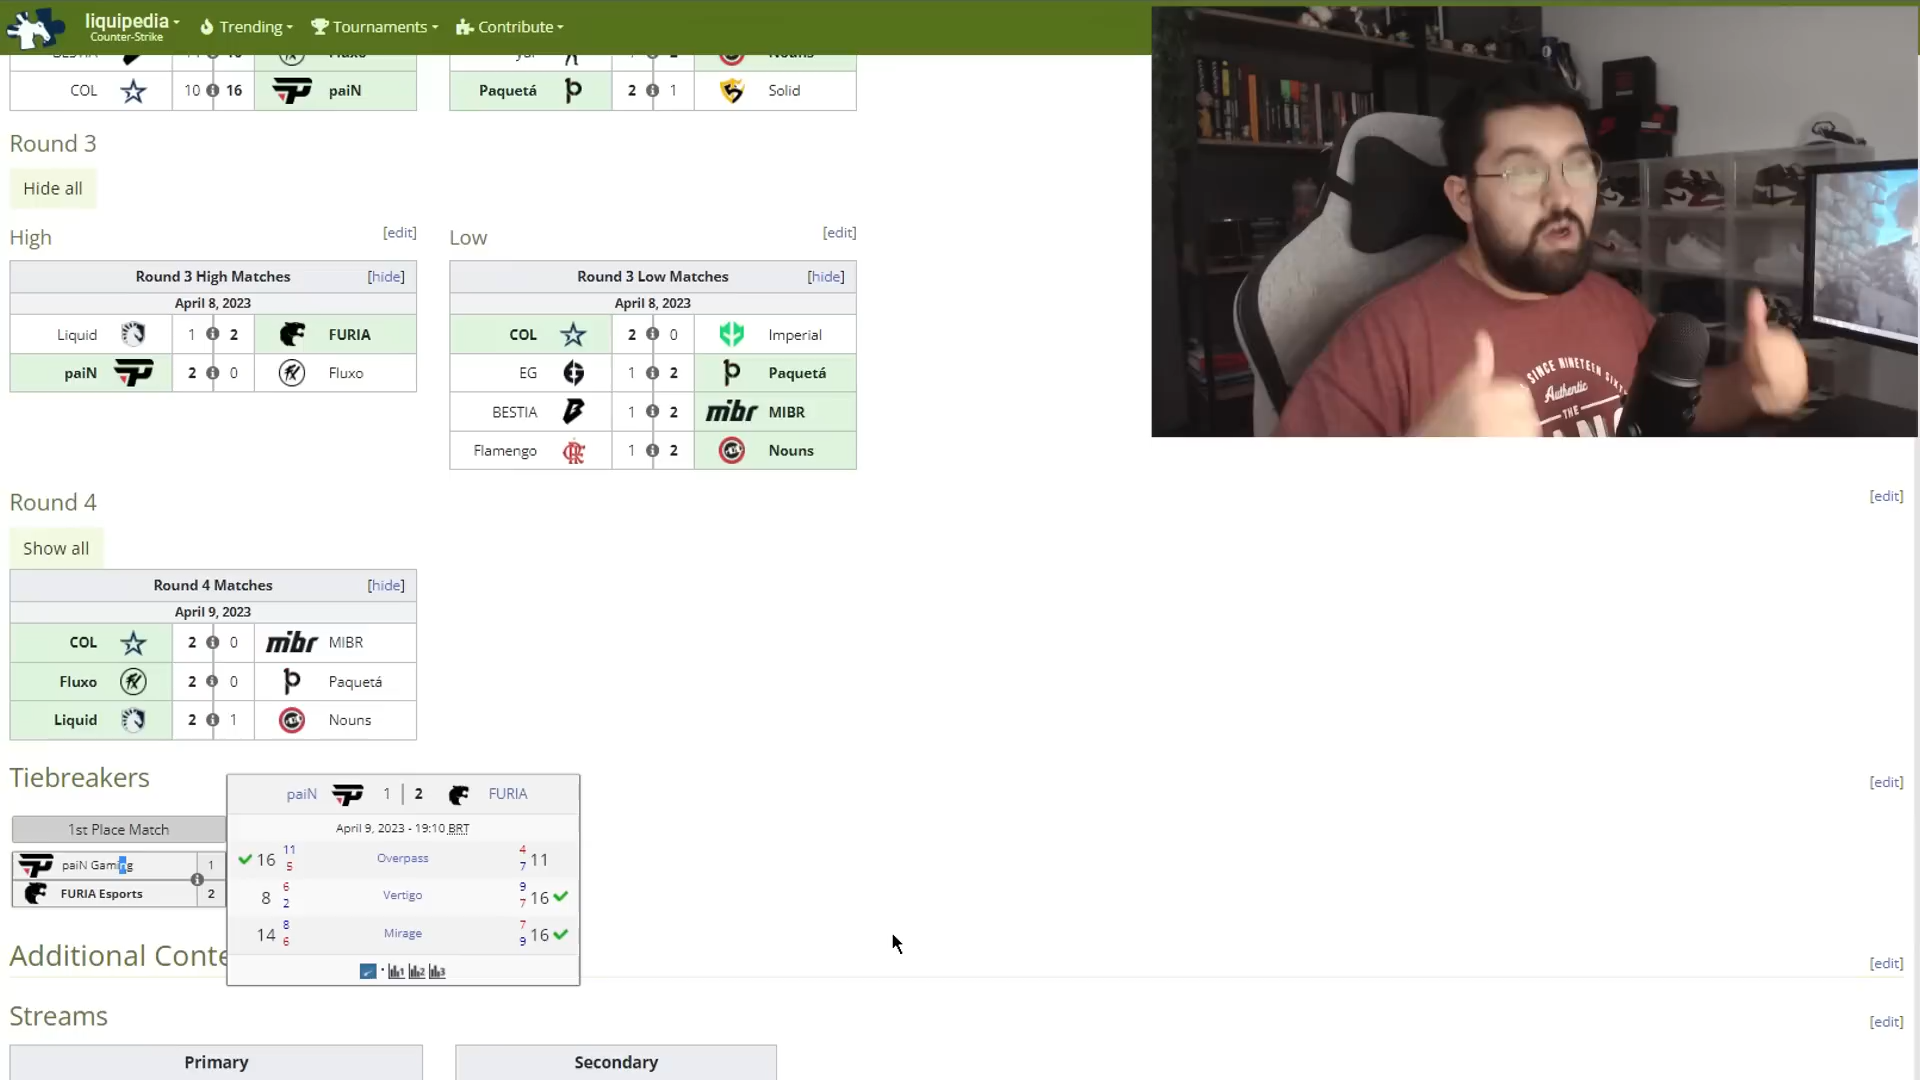 liquipedia
Counter-Strike
Trending
Tournaments
Contribute
COL 10 16 paiN
Paquetá 2 1 Solid
Round 3
Hide all
High [edit]
Low [edit]
Round 3 High Matches [hide]
April 8, 2023
Liquid 1 2 FURIA
paiN 2 0 Fluxo
Round 3 Low Matches [hide]
April 8, 2023
COL 2 0 Imperial
EG 1 2 Paquetá
BESTIA 1 2 mibr MIBR
Flamengo 1 2 Nouns
SINCE NINETEEN SIXT
Authentic
THE
Round 4 [edit]
Show all
Round 4 Matches [hide]
April 9, 2023
COL 2 0 mibr MIBR
Fluxo 2 0 Paquetá
Liquid 2 1 Nouns
Tiebreakers [edit]
1st Place Match
paiN Gaming 1
FURIA Esports 2
paiN 1 2 FURIA
April 9, 2023 - 19:10 BRT
16 11 5 Overpass 4 7 11
8 6 2 Vertigo 9 7 16
14 8 6 Mirage 7 9 16
Additional Conte [edit]
Streams [edit]
Primary
Secondary